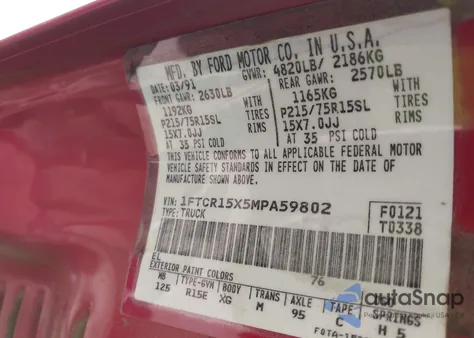 MFD. BY FORD MOTOR CO. IN U.S.A.
DATE: 03/91 GVWR: 4820LB/ 2186KG
FRONT GAWR: 2630LB REAR GAWR: 2570LB
1192KG WITH 1165KG WITH
P215/75R15SL TIRES P215/75R15SL TIRES
15X7.0JJ RIMS 15X7.0JJ RIMS
AT 35 PSI COLD AT 35 PSI COLD
THIS VEHICLE CONFORMS TO ALL APPLICABLE FEDERAL MOTOR
VEHICLE SAFETY STANDARDS IN EFFECT ON THE DATE OF
MANUFACTURE SHOWN ABOVE.
VIN: 1FTCR15X5MPA59802 F0121
TYPE: TRUCK T0338
EL 76
EXTERIOR PAINT COLORS
WB TYPE-GVW BODY TRANS AXLE TAPE SPRINGS
125 R15E XG M 95 C H 5
autoSnap